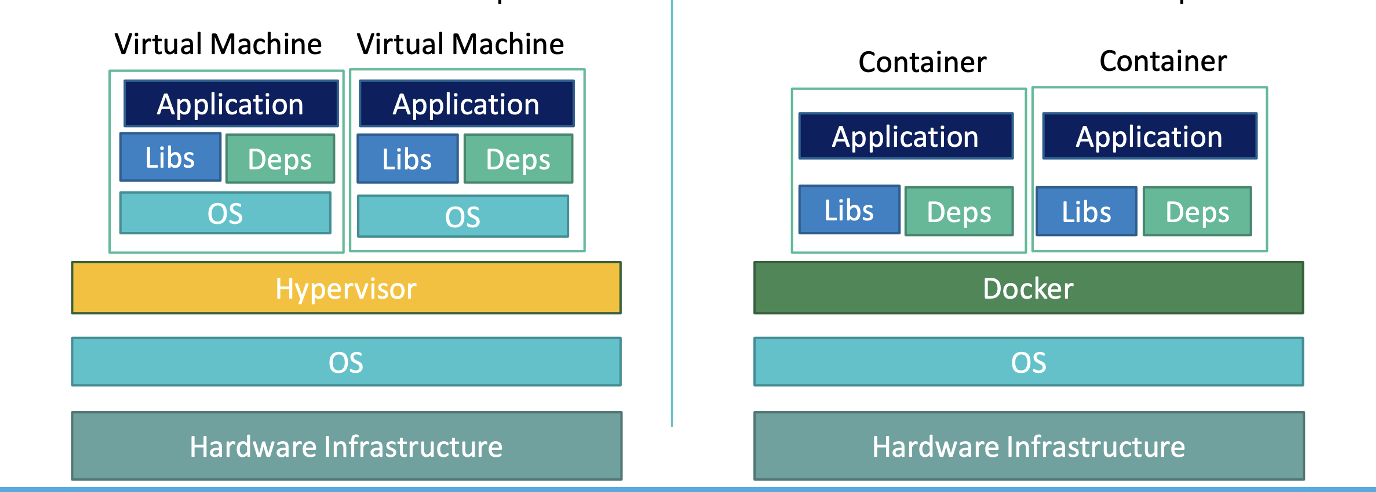 Virtual Machine
Virtual Machine
Application
Libs
Deps
OS
Application
Libs
Deps
OS
Hypervisor
OS
Hardware Infrastructure
Container
Container
Application
Libs
Deps
Application
Libs
Deps
Docker
OS
Hardware Infrastructure